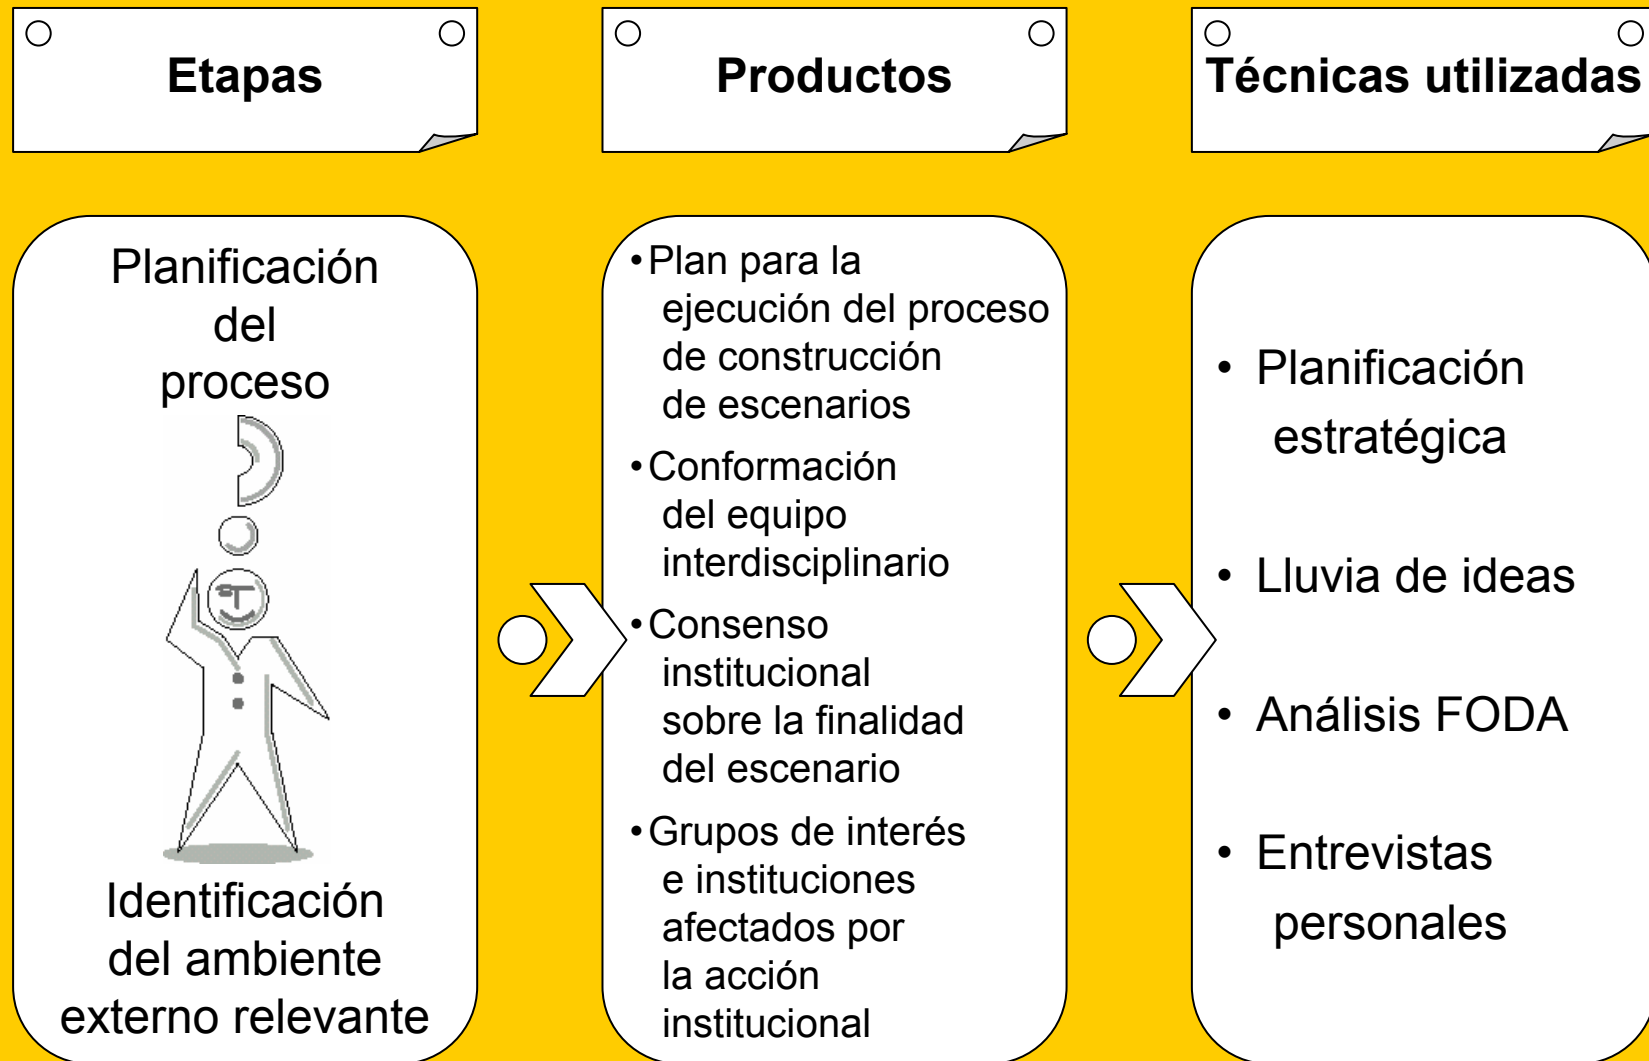 Etapas
Productos
Técnicas utilizadas
Planificación
del
proceso
Identificación
del ambiente
externo relevante
•Plan para la
ejecución del proceso
de construcción
de escenarios
•Conformación
del equipo
interdisciplinario
•Consenso
institucional
sobre la finalidad
del escenario
•Grupos de interés
e instituciones
afectados por
la acción
institucional
• Planificación
estratégica
• Lluvia de ideas
• Análisis FODA
• Entrevistas
personales